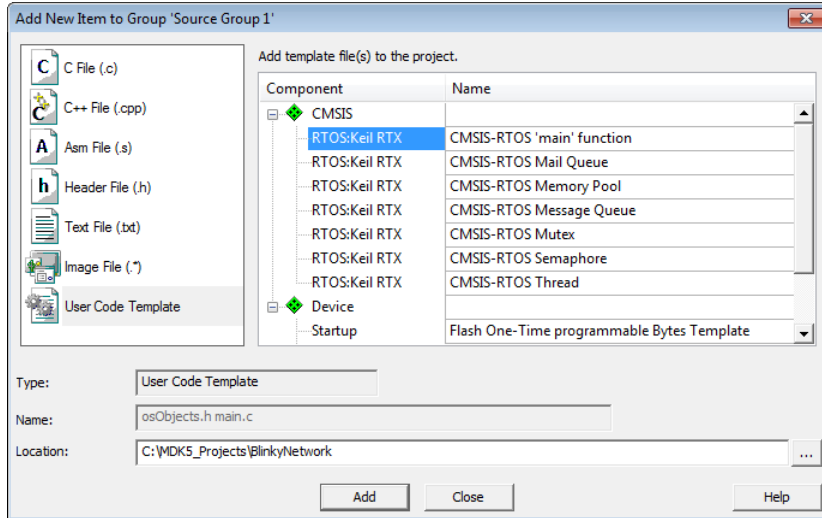 Add New Item to Group 'Source Group 1'
C File (.c)
C++ File (.cpp)
Asm File (.s)
Header File (.h)
Text File (.txt)
Image File (.*)
User Code Template
Add template file(s) to the project.
Component Name
CMSIS
RTOS:Keil RTX CMSIS-RTOS 'main' function
RTOS:Keil RTX CMSIS-RTOS Mail Queue
RTOS:Keil RTX CMSIS-RTOS Memory Pool
RTOS:Keil RTX CMSIS-RTOS Message Queue
RTOS:Keil RTX CMSIS-RTOS Mutex
RTOS:Keil RTX CMSIS-RTOS Semaphore
RTOS:Keil RTX CMSIS-RTOS Thread
Device
Startup Flash One-Time programmable Bytes Template
Type: User Code Template
Name: osObjects.h main.c
Location: C:\MDK5_Projects\BlinkyNetwork ...
Add Close Help